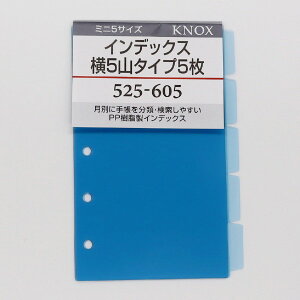 ミニ5サイズ KNOX
インデックス
横5山タイプ5枚
525-605
月別に手帳を分類・検索しやすい
PP樹脂製インデックス